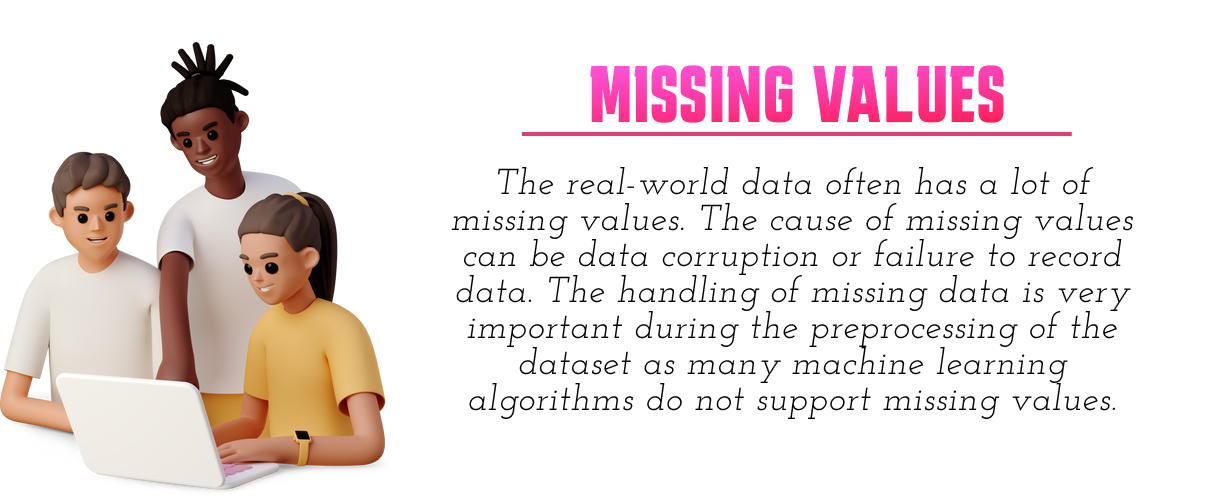 MISSING VALUES
The real-world data often has a lot of
missing values. The cause of missing values
can be data corruption or failure to record
data. The handling of missing data is very
important during the preprocessing of the
dataset as many machine learning
algorithms do not support missing values.